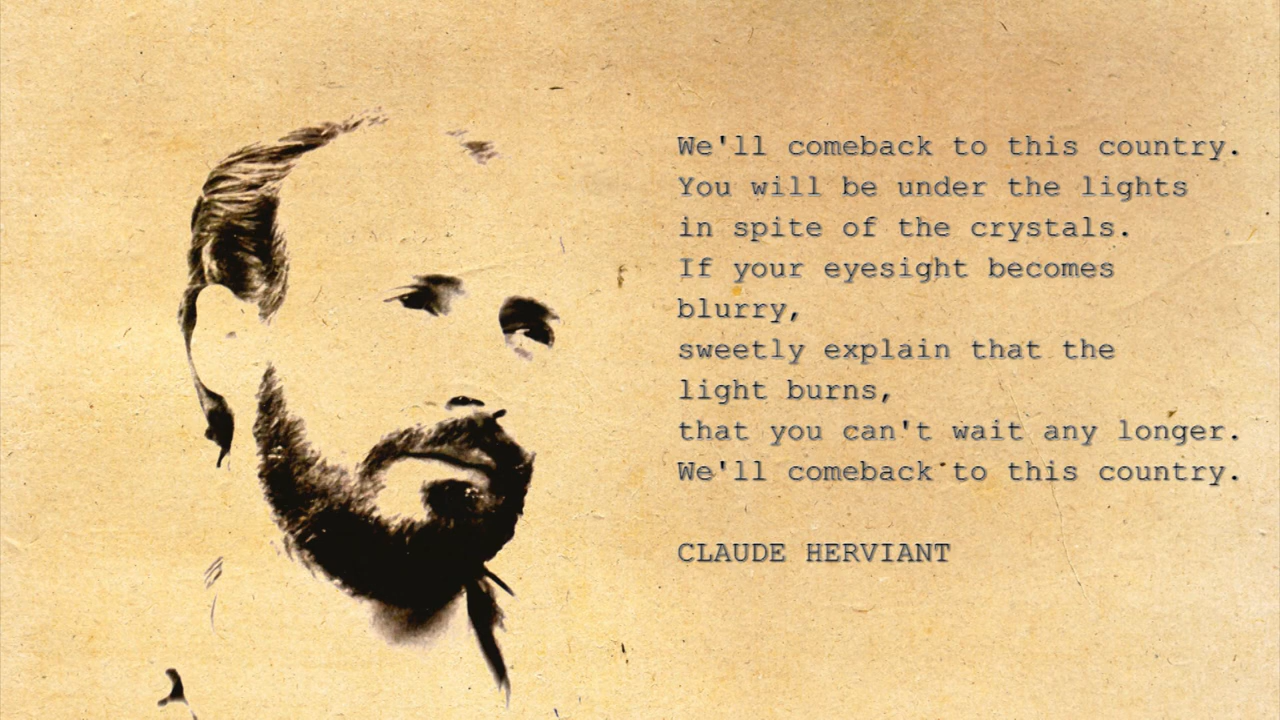 We'll comeback to this country.
You will be under the lights
in spite of the crystals.
If your eyesight becomes
blurry,
sweetly explain that the
light burns,
that you can't wait any longer.
We'll comeback to this country.
CLAUDE HERVIANT